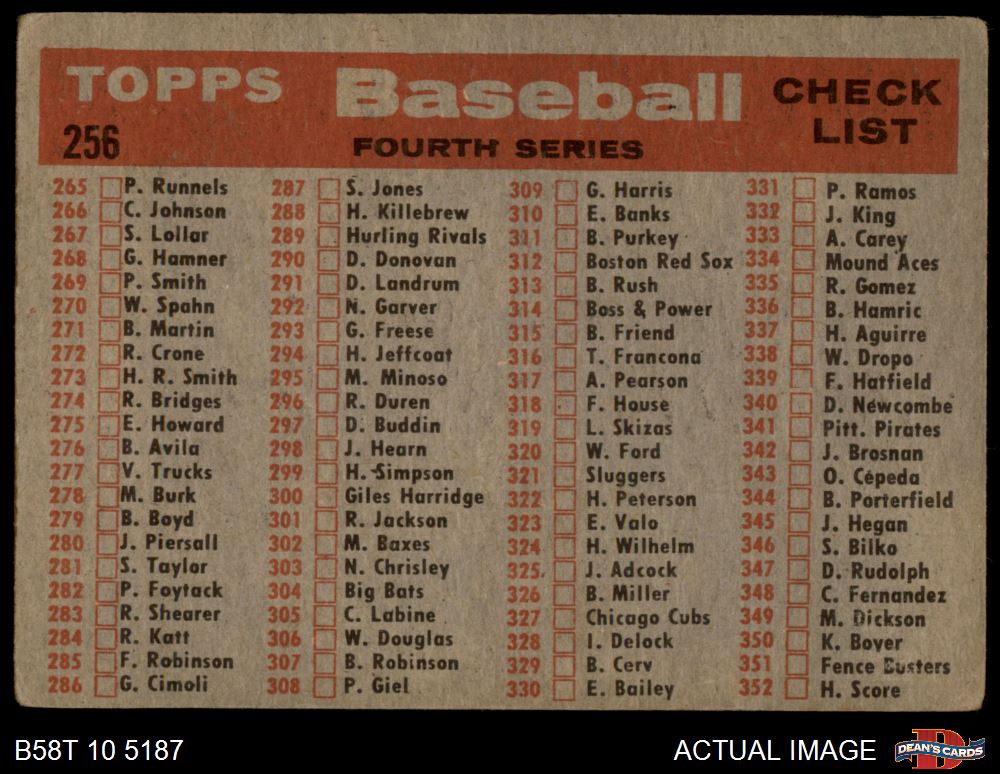 TOPPS Baseball CHECK LIST
256 FOURTH SERIES
265 P. Runnels
266 C. Johnson
267 S. Lollar
268 G. Hamner
269 P. Smith
270 W. Spahn
271 B. Martin
272 R. Crone
273 H. R. Smith
274 R. Bridges
275 E. Howard
276 B. Avila
277 V. Trucks
278 M. Burk
279 B. Boyd
280 J. Piersall
281 S. Taylor
282 P. Foytack
283 R. Shearer
284 R. Katt
285 F. Robinson
286 G. Cimoli
287 S. Jones
288 H. Killebrew
289 Hurling Rivals
290 D. Donovan
291 D. Landrum
292 N. Garver
293 G. Freese
294 H. Jeffcoat
295 M. Minoso
296 R. Duren
297 D. Buddin
298 J. Hearn
299 H. Simpson
300 Giles Harridge
301 R. Jackson
302 M. Baxes
303 N. Chrisley
304 Big Bats
305 C. Labine
306 W. Douglas
307 B. Robinson
308 P. Giel
309 G. Harris
310 E. Banks
311 B. Purkey
312 Boston Red Sox
313 B. Rush
314 Boss & Power
315 B. Friend
316 T. Francona
317 A. Pearson
318 F. House
319 L. Skizas
320 W. Ford
321 Sluggers
322 H. Peterson
323 E. Valo
324 H. Wilhelm
325 J. Adcock
326 B. Miller
327 Chicago Cubs
328 I. Delock
329 B. Cerv
330 E. Bailey
331 P. Ramos
332 J. King
333 A. Carey
334 Mound Aces
335 R. Gomez
336 B. Hamric
337 H. Aguirre
338 W. Dropo
339 F. Hatfield
340 D. Newcombe
341 Pitt. Pirates
342 J. Brosnan
343 O. Cepeda
344 B. Porterfield
345 J. Hegan
346 S. Bilko
347 D. Rudolph
348 C. Fernandez
349 M. Dickson
350 K. Boyer
351 Fence Busters
352 H. Score
B58T 10 5187
ACTUAL IMAGE
DEAN'S CARDS